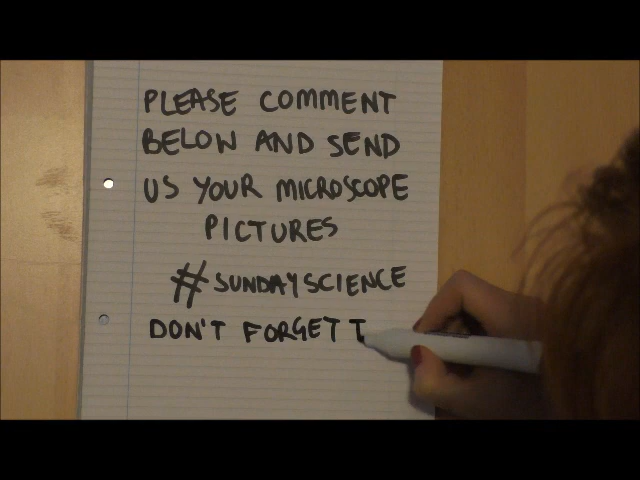 PLEASE COMMENT
BELOW AND SEND
US YOUR MICROSCOPE
PICTURES
#SUNDAYSCIENCE
DON'T FORGET T